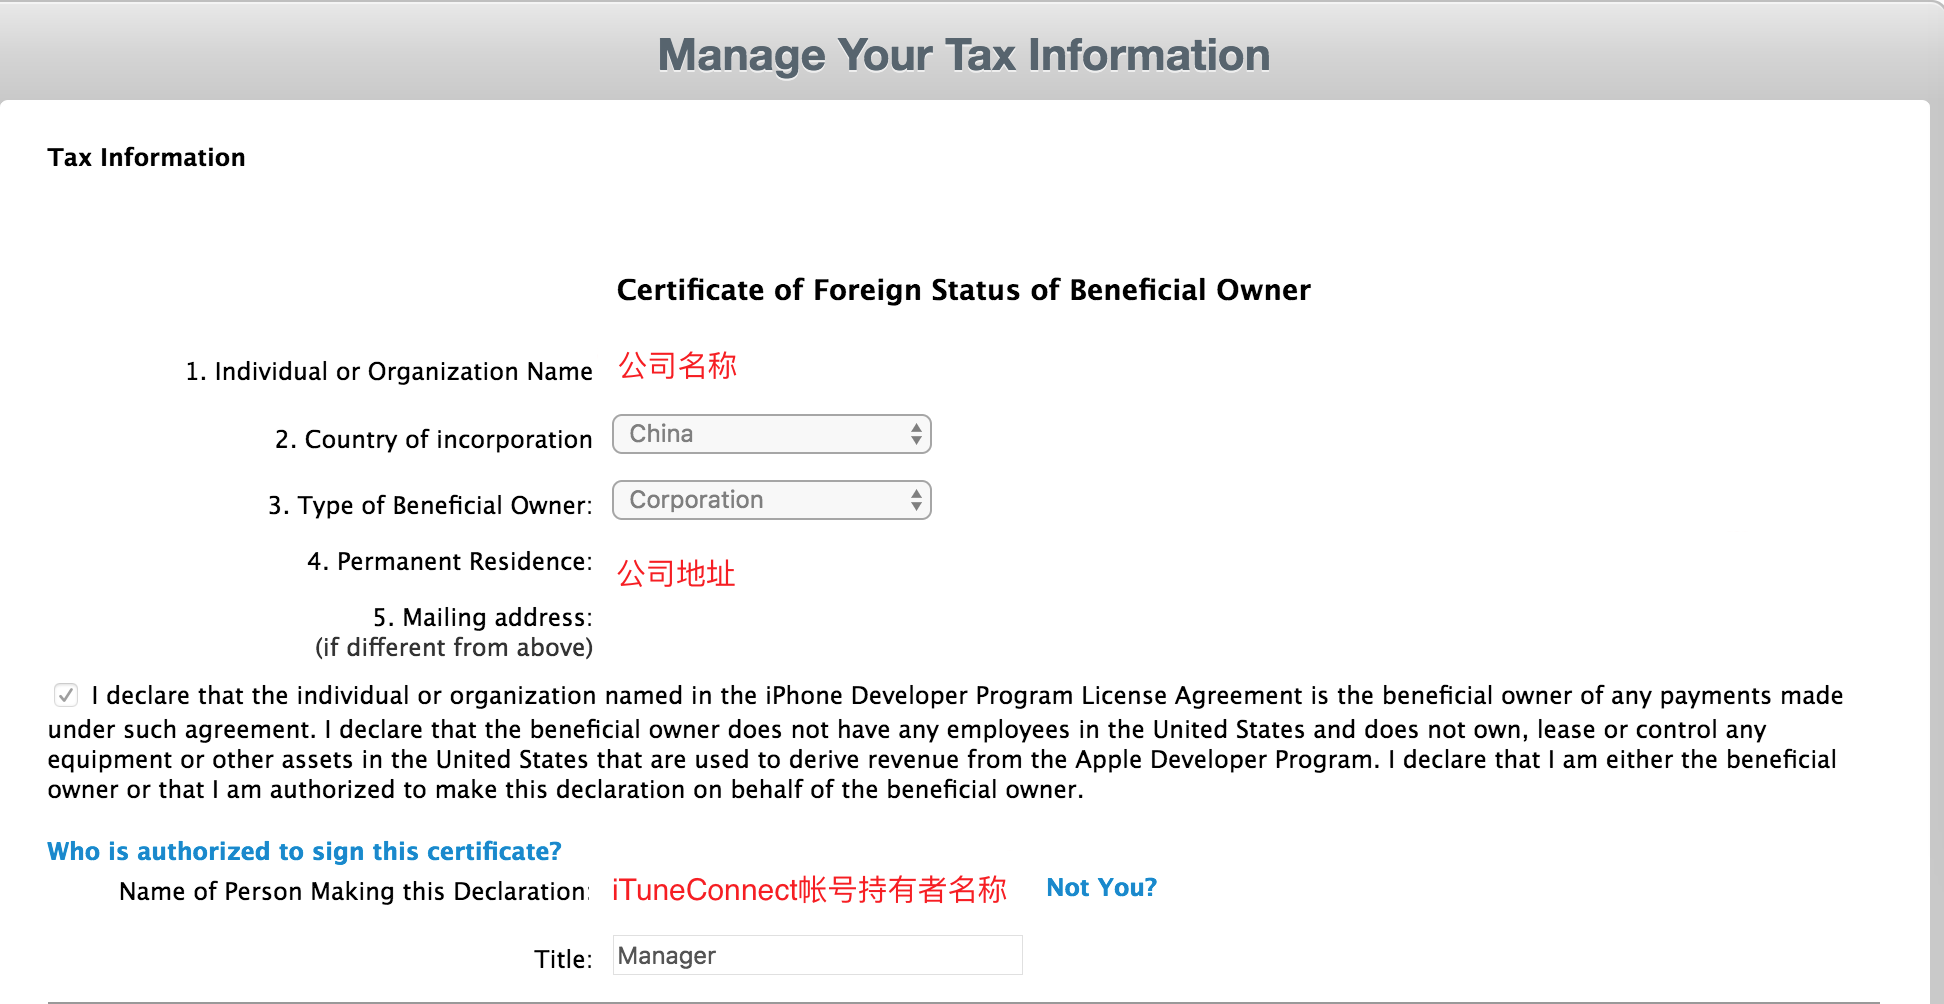 Manage Your Tax Information
Tax Information
Certificate of Foreign Status of Beneficial Owner
1. Individual or Organization Name 公司名称
2. Country of incorporation China
3. Type of Beneficial Owner: Corporation
4. Permanent Residence: 公司地址
5. Mailing address:
(if different from above)
I declare that the individual or organization named in the iPhone Developer Program License Agreement is the beneficial owner of any payments made
under such agreement. I declare that the beneficial owner does not have any employees in the United States and does not own, lease or control any
equipment or other assets in the United States that are used to derive revenue from the Apple Developer Program. I declare that I am either the beneficial
owner or that I am authorized to make this declaration on behalf of the beneficial owner.
Who is authorized to sign this certificate?
Name of Person Making this Declaration: iTuneConnect帐号持有者名称 Not You?
Title: Manager